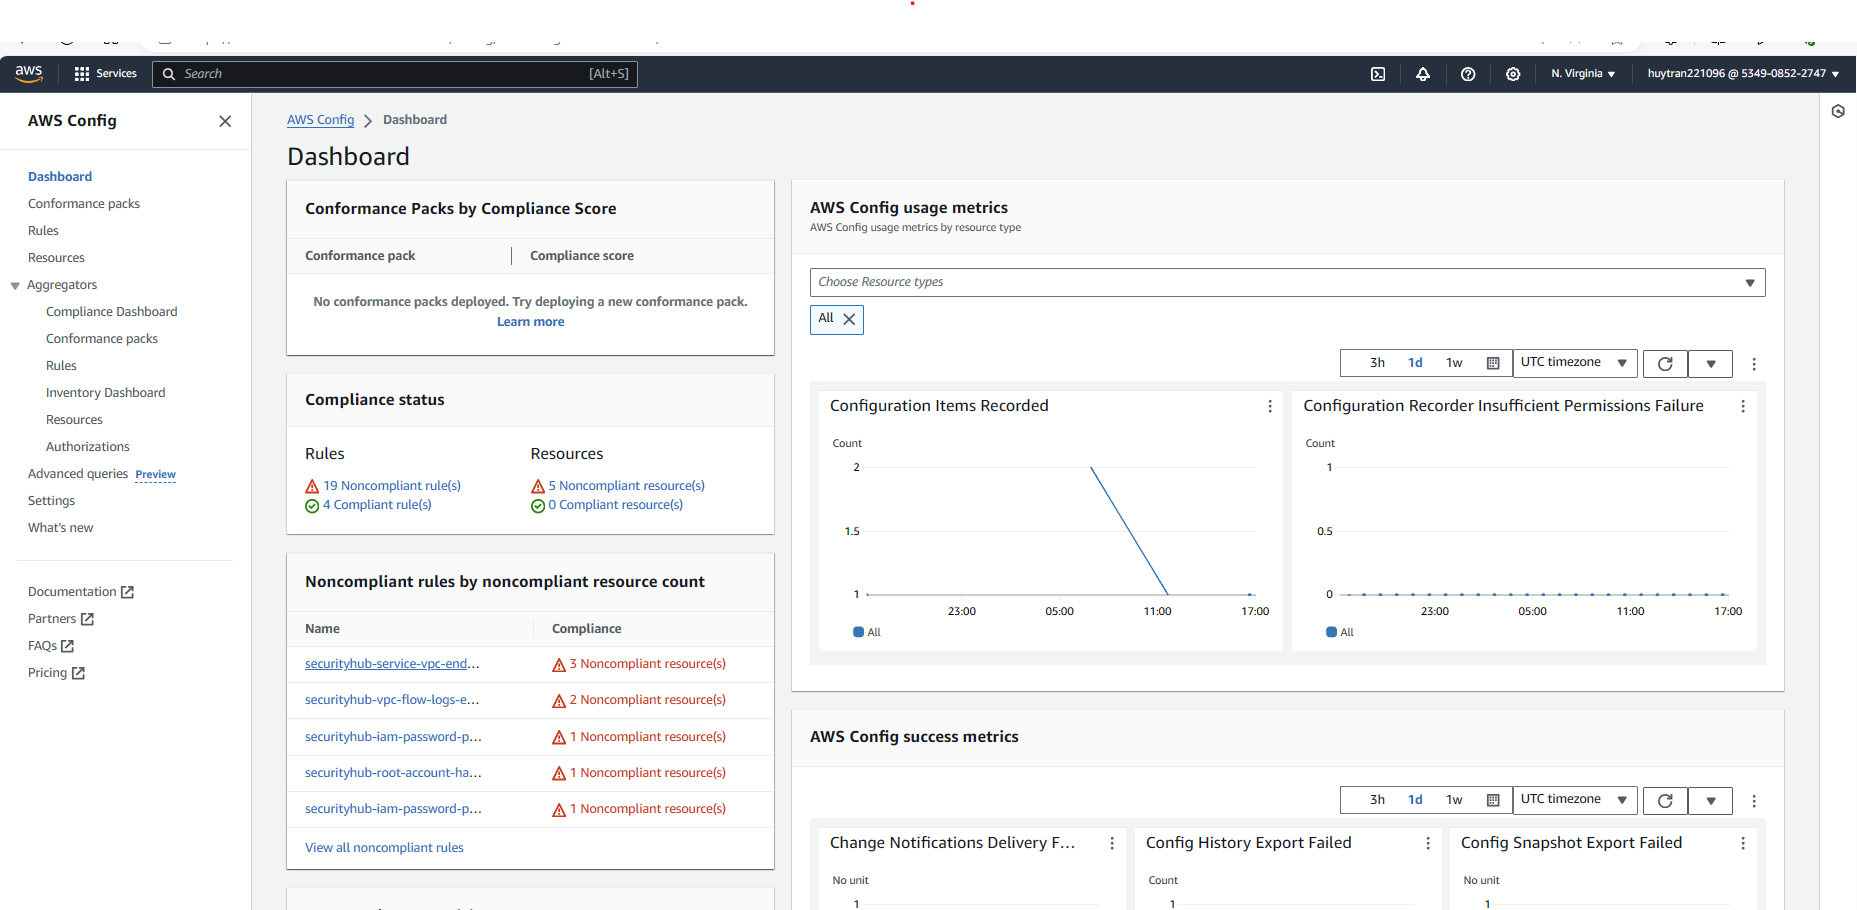 aws
Services
Search
[Alt+S]
N. Virginia
huytran221096 @ 5349-0852-2747
AWS Config
Dashboard
Conformance packs
Rules
Resources
Aggregators
Compliance Dashboard
Conformance packs
Rules
Inventory Dashboard
Resources
Authorizations
Advanced queries Preview
Settings
What's new
Documentation
Partners
FAQs
Pricing
AWS Config > Dashboard
Dashboard
Conformance Packs by Compliance Score
Conformance pack
Compliance score
No conformance packs deployed. Try deploying a new conformance pack.
Learn more
Compliance status
Rules
19 Noncompliant rule(s)
4 Compliant rule(s)
Resources
5 Noncompliant resource(s)
0 Compliant resource(s)
Noncompliant rules by noncompliant resource count
Name
Compliance
securityhub-service-vpc-end...
3 Noncompliant resource(s)
securityhub-vpc-flow-logs-e...
2 Noncompliant resource(s)
securityhub-iam-password-p...
1 Noncompliant resource(s)
securityhub-root-account-ha...
1 Noncompliant resource(s)
securityhub-iam-password-p...
1 Noncompliant resource(s)
View all noncompliant rules
AWS Config usage metrics
AWS Config usage metrics by resource type
Choose Resource types
All
3h
1d
1w
UTC timezone
Configuration Items Recorded
Count
2
1.5
1
23:00
05:00
11:00
17:00
All
Configuration Recorder Insufficient Permissions Failure
Count
1
0.5
0
23:00
05:00
11:00
17:00
All
AWS Config success metrics
3h
1d
1w
UTC timezone
Change Notifications Delivery F...
No unit
1
Config History Export Failed
Count
1
Config Snapshot Export Failed
No unit
1